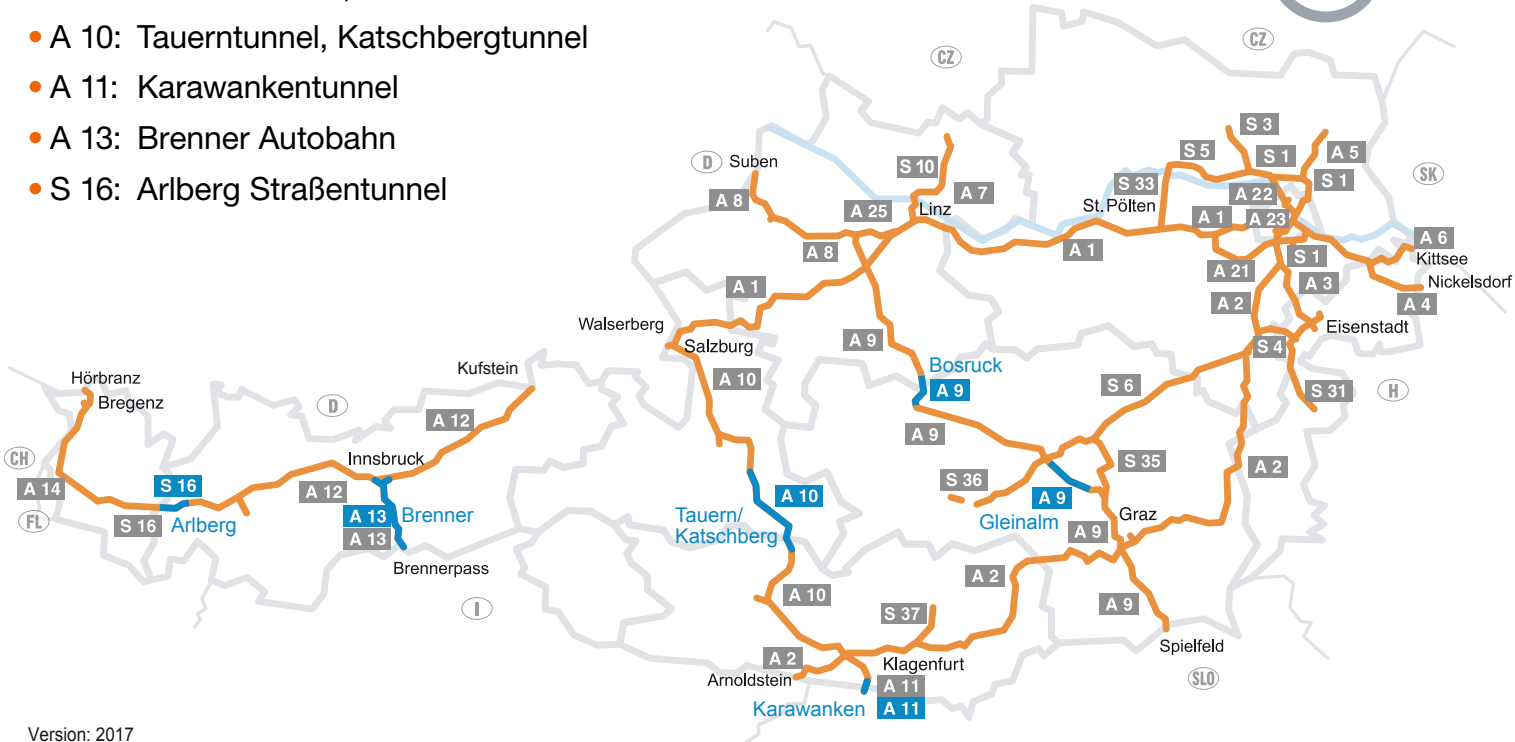 • A 10: Tauerntunnel, Katschbergtunnel
• A 11: Karawankentunnel
• A 13: Brenner Autobahn
• S 16: Arlberg Straßentunnel
CZ
CZ
S 3
D
Suben
S 10
S 5
S 1
A 5
A 8
A 25
A 7
Linz
S 33
St. Pölten
A 22
S 1
SK
A 1
A 23
A 8
A 1
A 6
Kittsee
A 21
S 1
A 1
A 2
A 3
Nickelsdorf
A 4
Walserberg
Salzburg
A 9
Eisenstadt
S 4
Kufstein
A 10
Bosruck
A 9
S 6
S 31
H
Hörbranz
Bregenz
D
A 12
A 9
CH
Innsbruck
S 35
A 14
S 16
A 12
A 10
S 36
A 9
A 2
FL
S 16
Arlberg
A 13
Brenner
A 13
Tauern/
Katschberg
Gleinalm
Graz
A 9
Brennerpass
A 2
I
A 10
S 37
A 9
Spielfeld
A 2
Klagenfurt
Arnoldstein
A 11
SLO
Karawanken
A 11
Version: 2017